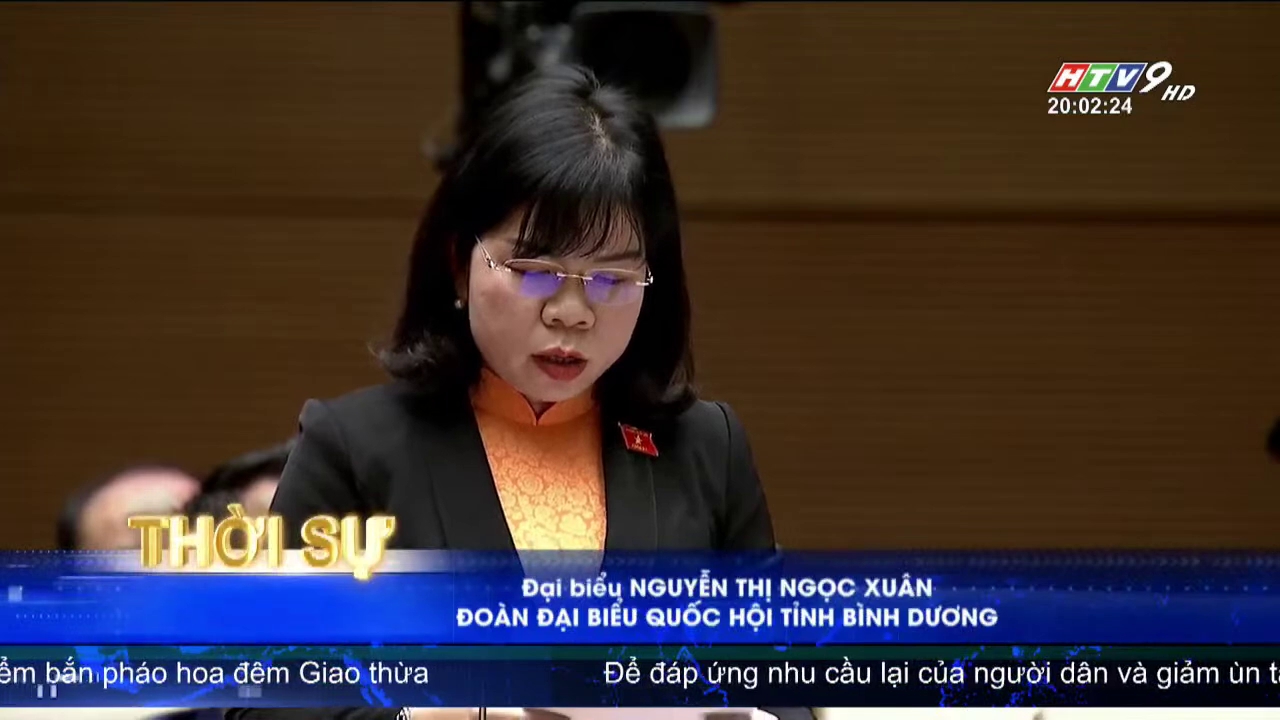 HTV9 HD
20:02:24
THỜI SỰ
Đại biểu NGUYỄN THỊ NGỌC XUÂN
ĐOÀN ĐẠI BIỂU QUỐC HỘI TỈNH BÌNH DƯƠNG
bắn pháo hoa đêm Giao thừa
Để đáp ứng nhu cầu lại của người dân và giảm ùn